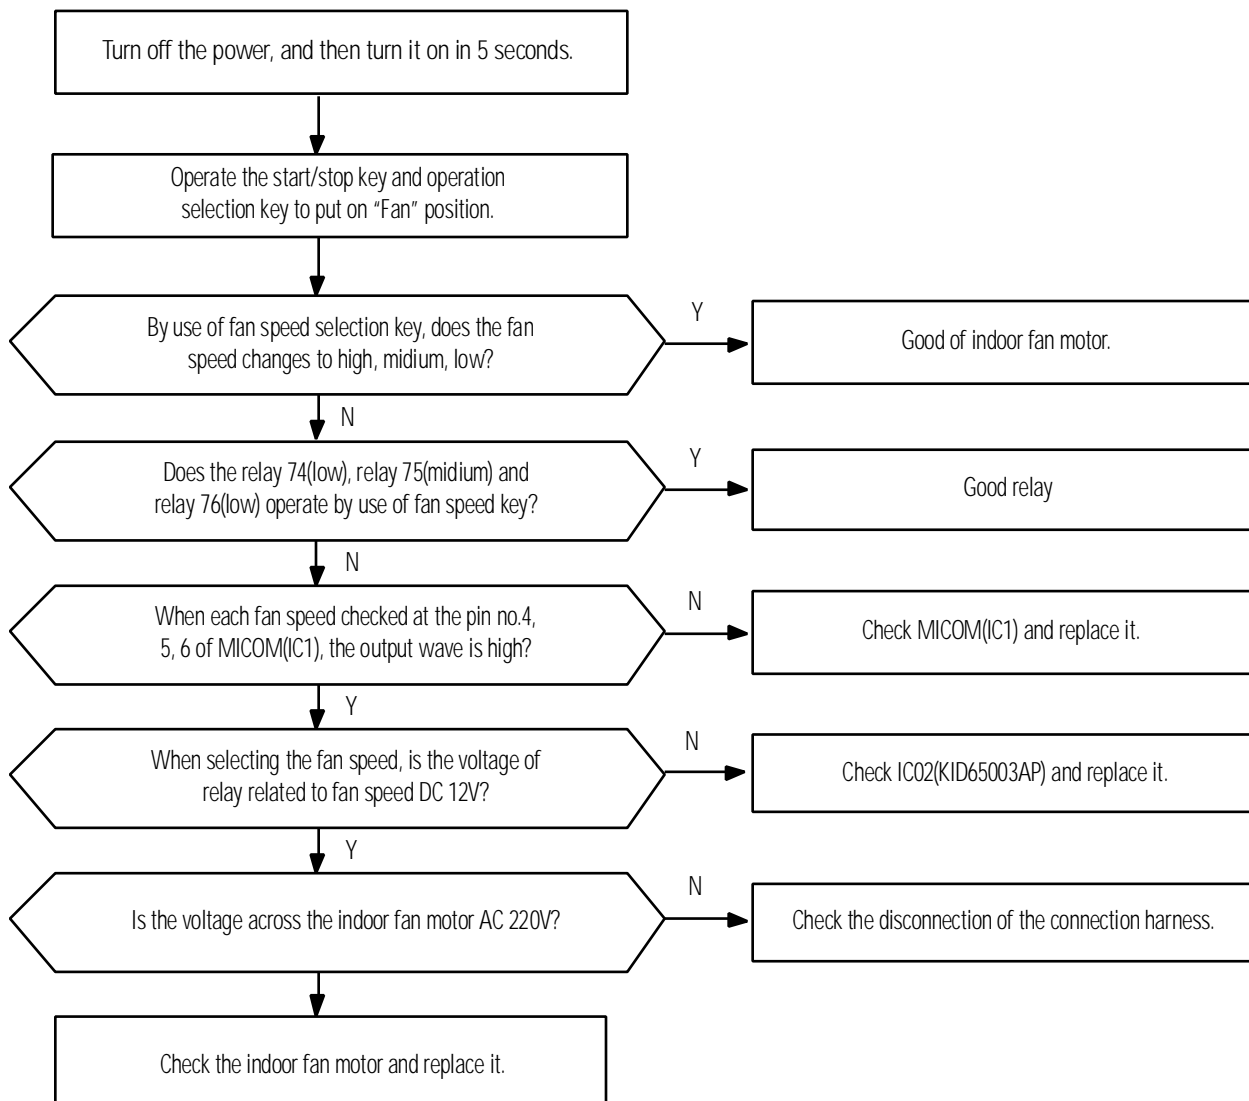 Turn off the power, and then turn it on in 5 seconds.
Operate the start/stop key and operation
selection key to put on “Fan” position.
By use of fan speed selection key, does the fan
speed changes to high, midium, low?
Y
Good of indoor fan motor.
N
Does the relay 74(low), relay 75(midium) and
relay 76(low) operate by use of fan speed key?
Y
Good relay
N
When each fan speed checked at the pin no.4,
5, 6 of MICOM(IC1), the output wave is high?
N
Check MICOM(IC1) and replace it.
Y
When selecting the fan speed, is the voltage of
relay related to fan speed DC 12V?
N
Check IC02(KID65003AP) and replace it.
Y
Is the voltage across the indoor fan motor AC 220V?
N
Check the disconnection of the connection harness.
Check the indoor fan motor and replace it.